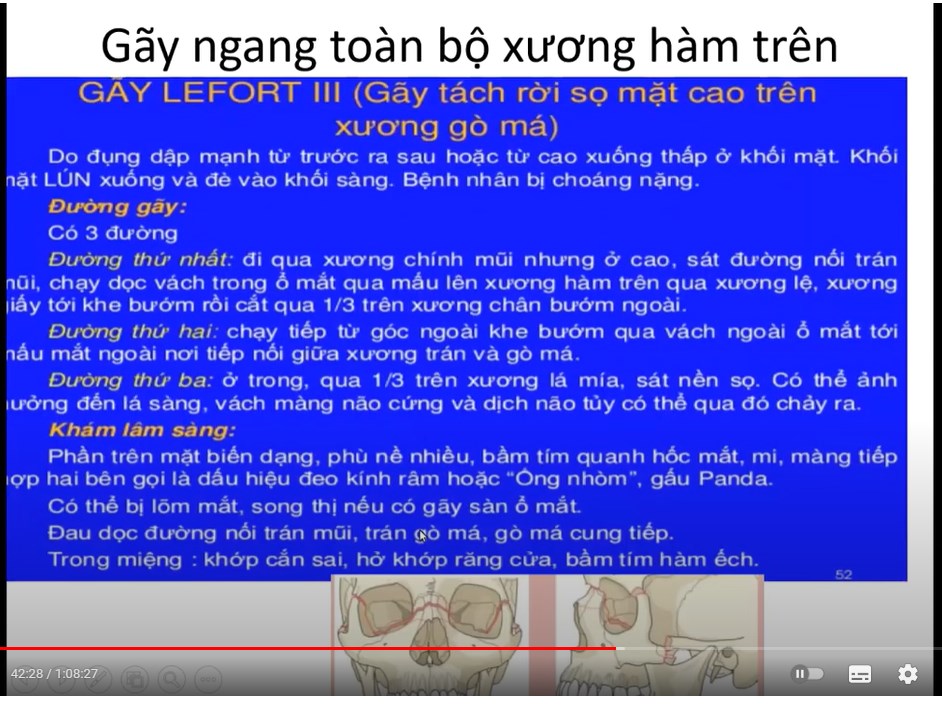 Gãy ngang toàn bộ xương hàm trên
GÃY LEFORT III (Gãy tách rời sọ mặt cao trên
xương gò má)
Do đụng dập mạnh từ trước ra sau hoặc từ cao xuống thấp ở khối mặt. Khối
mặt LÚN xuống và đè vào khối sàng. Bệnh nhân bị choáng nặng.
Đường gãy:
Có 3 đường
Đường thứ nhất: đi qua xương chính mũi nhưng ở cao, sát đường nối trán
mũi, chạy dọc vách trong ổ mắt qua mấu lên xương hàm trên qua xương lệ, xương
giấy tới khe bướm rồi cắt qua 1/3 trên xương chân bướm ngoài.
Đường thứ hai: chạy tiếp từ góc ngoài khe bướm qua vách ngoài ổ mắt tới
mấu mắt ngoài nơi tiếp nối giữa xương trán và gò má.
Đường thứ ba: ở trong, qua 1/3 trên xương lá mía, sát nền sọ. Có thể ảnh
hưởng đến lá sàng, vách màng não cứng và dịch não tủy có thể qua đó chảy ra.
Khám lâm sàng:
Phần trên mặt biến dạng, phù nề nhiều, bầm tím quanh hốc mắt, mi, màng tiếp
hợp hai bên gọi là dấu hiệu đeo kính râm hoặc “Ống nhòm”, gấu Panda.
Có thể bị lõm mắt, song thị nếu có gãy sàn ổ mắt.
Đau dọc đường nối trán mũi, trán gò má, gò má cung tiếp.
Trong miệng : khớp cắn sai, hở khớp răng cửa, bầm tím hàm ếch.
52
42:28 / 1:08:27